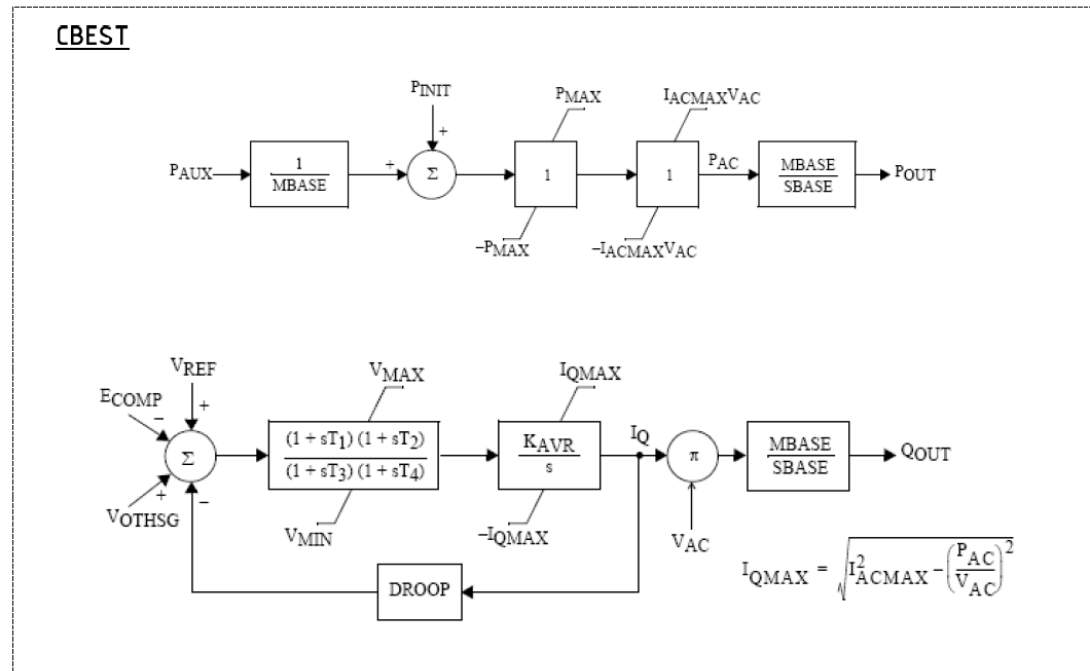 CBEST
PINIT
PMAX
IACMAXVAC
PAUX
1
MBASE
+
+
Σ
1
1
PAC
MBASE
SBASE
POUT
–PMAX
–IACMAXVAC
VREF
VMAX
IQMAX
ECOMP
–
+
Σ
(1 + sT1) (1 + sT2)
(1 + sT3) (1 + sT4)
KAVR
s
IQ
π
MBASE
SBASE
QOUT
+
–
VOTHSG
VMIN
–IQMAX
VAC
DROOP
IQMAX = √(I²ACMAX – (PAC/VAC)²)